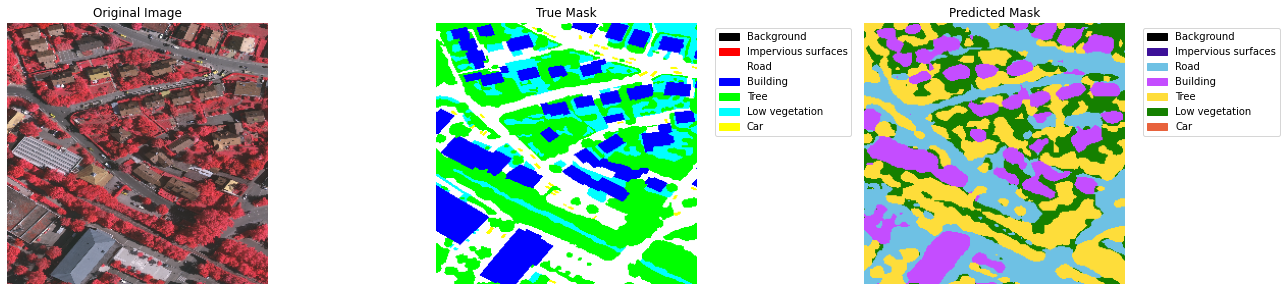 Original Image
True Mask
Background
Impervious surfaces
Road
Building
Tree
Low vegetation
Car
Predicted Mask
Background
Impervious surfaces
Road
Building
Tree
Low vegetation
Car